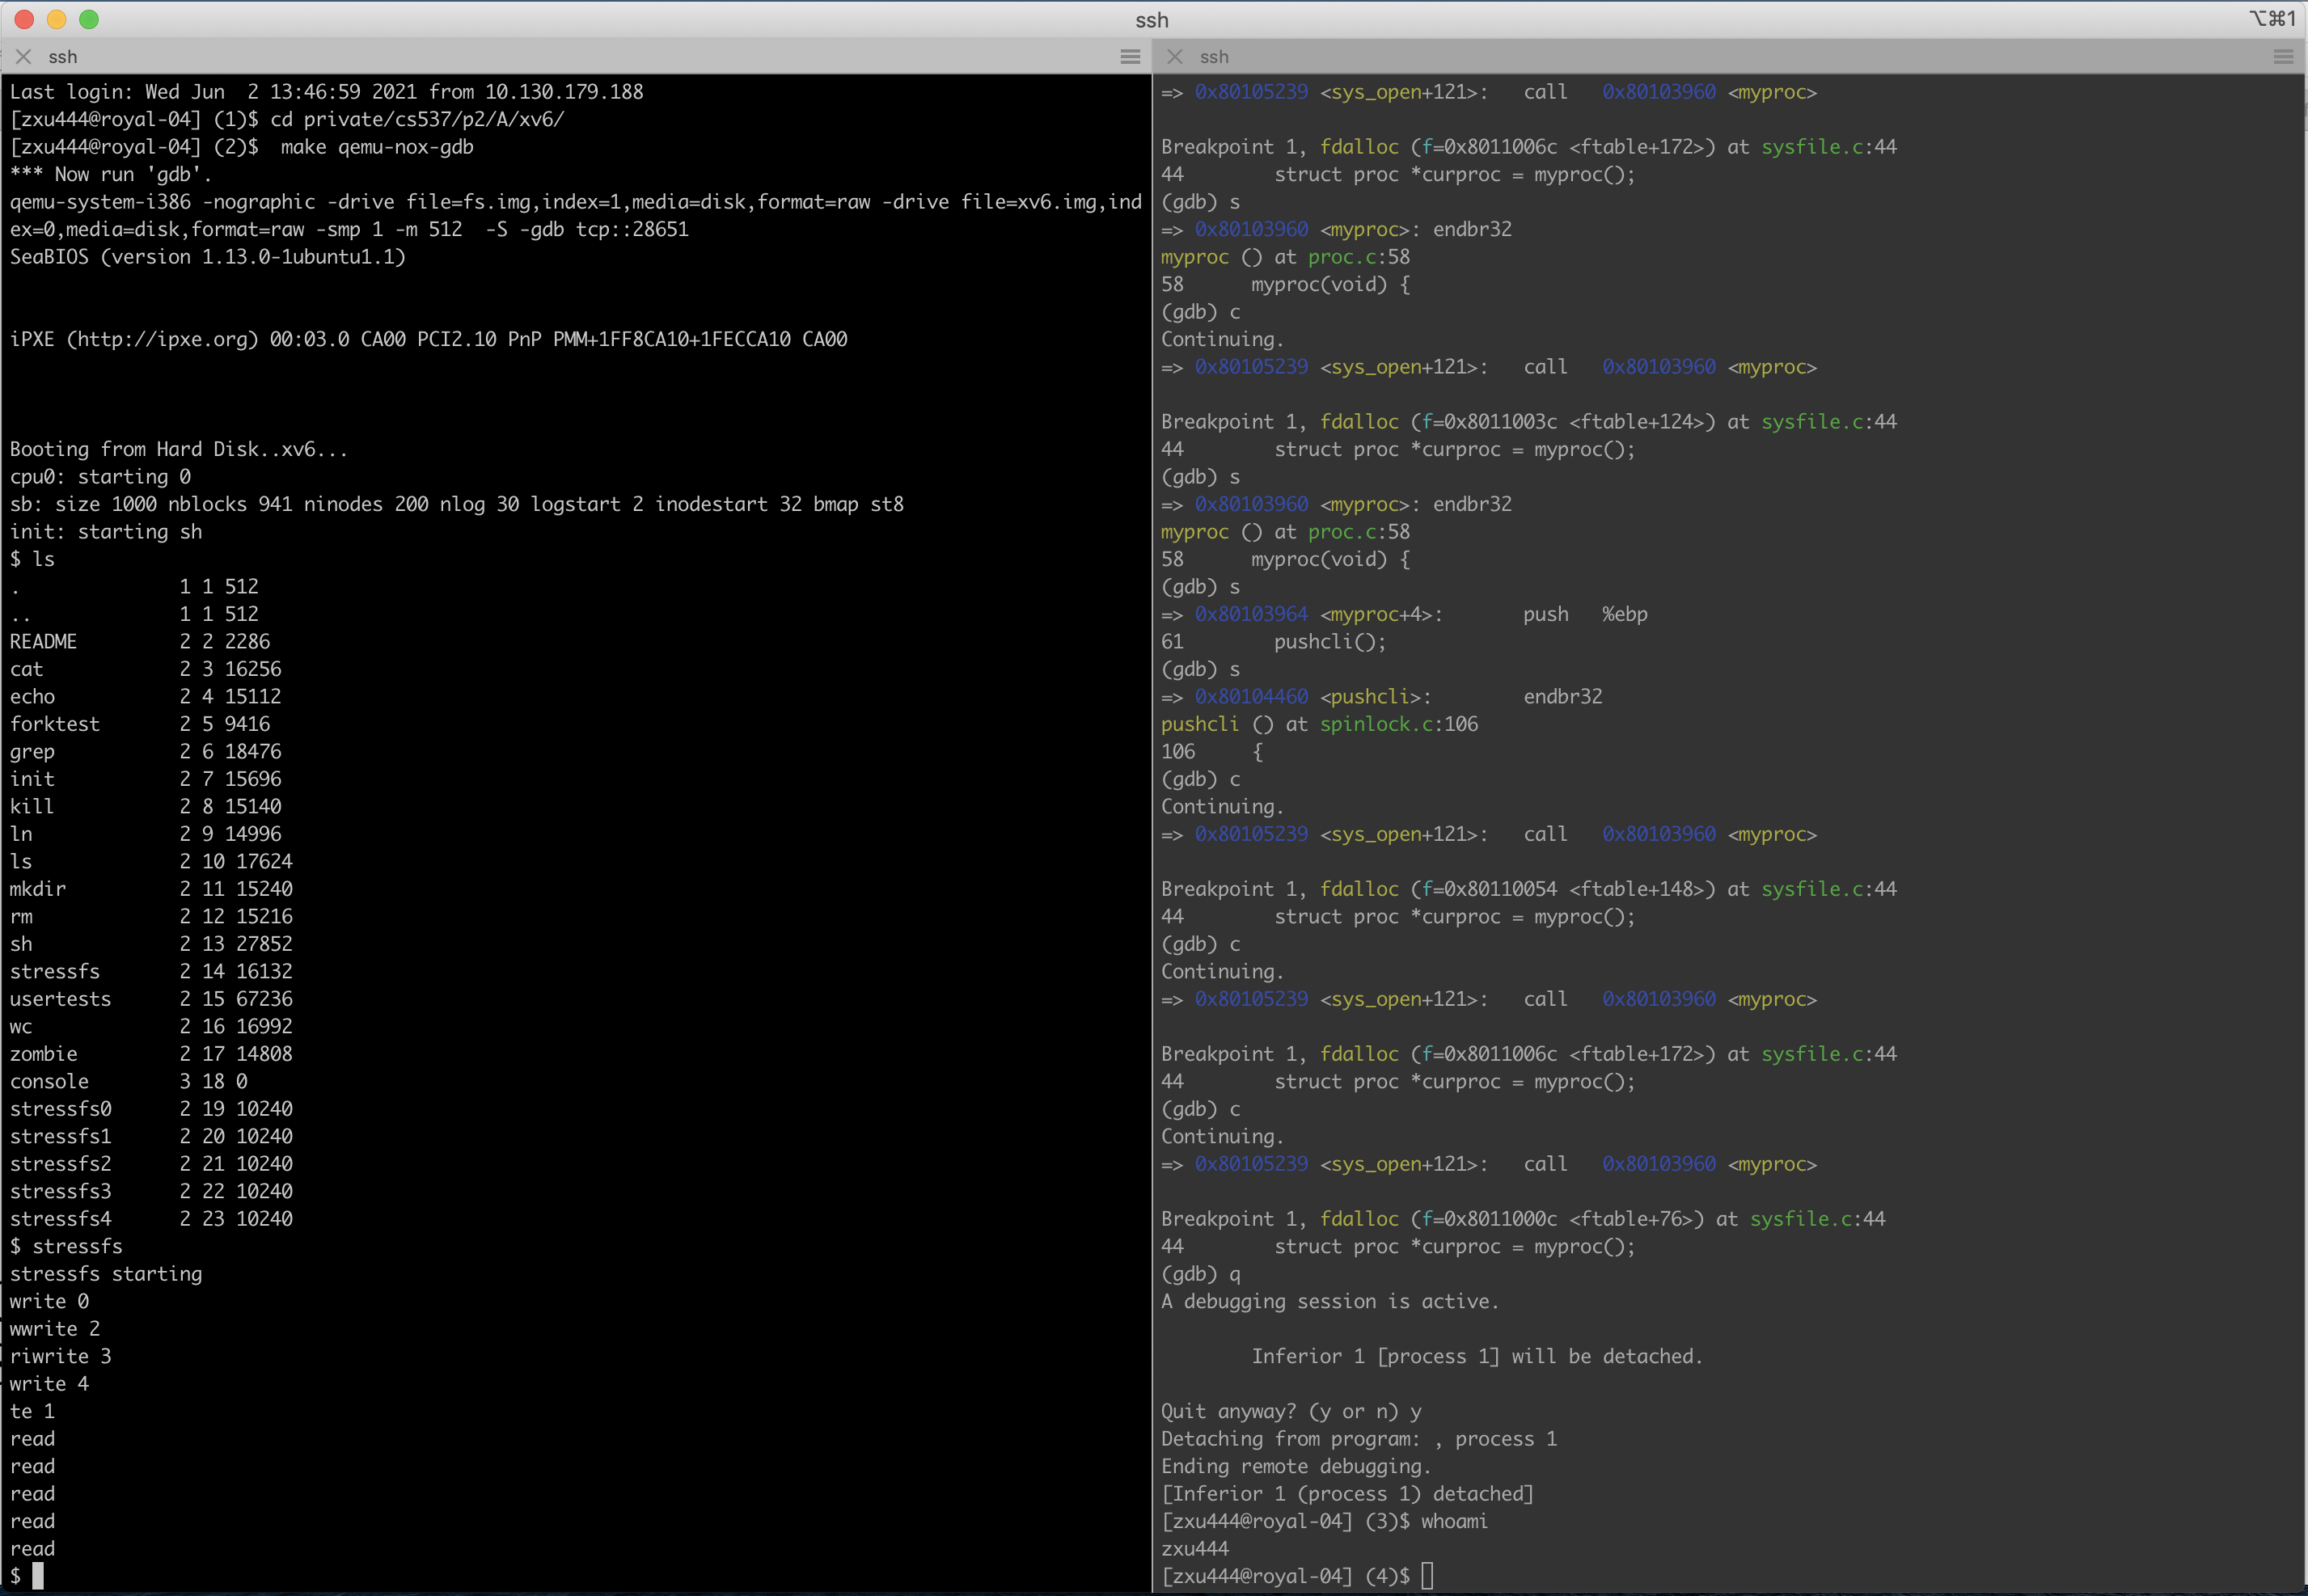 ssh
⌥⌘1
ssh
Last login: Wed Jun  2 13:46:59 2021 from 10.130.179.188
[zxu444@royal-04] (1)$ cd private/cs537/p2/A/xv6/
[zxu444@royal-04] (2)$  make qemu-nox-gdb
*** Now run 'gdb'.
qemu-system-i386 -nographic -drive file=fs.img,index=1,media=disk,format=raw -drive file=xv6.img,ind
ex=0,media=disk,format=raw -smp 1 -m 512  -S -gdb tcp::28651
SeaBIOS (version 1.13.0-1ubuntu1.1)
iPXE (http://ipxe.org) 00:03.0 CA00 PCI2.10 PnP PMM+1FF8CA10+1FECCA10 CA00
Booting from Hard Disk..xv6...
cpu0: starting 0
sb: size 1000 nblocks 941 ninodes 200 nlog 30 logstart 2 inodestart 32 bmap st8
init: starting sh
$ ls
.              1 1 512
..             1 1 512
README         2 2 2286
cat            2 3 16256
echo           2 4 15112
forktest       2 5 9416
grep           2 6 18476
init           2 7 15696
kill           2 8 15140
ln             2 9 14996
ls             2 10 17624
mkdir          2 11 15240
rm             2 12 15216
sh             2 13 27852
stressfs       2 14 16132
usertests      2 15 67236
wc             2 16 16992
zombie         2 17 14808
console        3 18 0
stressfs0      2 19 10240
stressfs1      2 20 10240
stressfs2      2 21 10240
stressfs3      2 22 10240
stressfs4      2 23 10240
$ stressfs
stressfs starting
write 0
wwrite 2
riwrite 3
write 4
te 1
read
read
read
read
read
$
ssh
=> 0x80105239 <sys_open+121>:   call   0x80103960 <myproc>
Breakpoint 1, fdalloc (f=0x8011006c <ftable+172>) at sysfile.c:44
44        struct proc *curproc = myproc();
(gdb) s
=> 0x80103960 <myproc>: endbr32
myproc () at proc.c:58
58      myproc(void) {
(gdb) c
Continuing.
=> 0x80105239 <sys_open+121>:   call   0x80103960 <myproc>
Breakpoint 1, fdalloc (f=0x8011003c <ftable+124>) at sysfile.c:44
44        struct proc *curproc = myproc();
(gdb) s
=> 0x80103960 <myproc>: endbr32
myproc () at proc.c:58
58      myproc(void) {
(gdb) s
=> 0x80103964 <myproc+4>:       push   %ebp
61        pushcli();
(gdb) s
=> 0x80104460 <pushcli>:        endbr32
pushcli () at spinlock.c:106
106     {
(gdb) c
Continuing.
=> 0x80105239 <sys_open+121>:   call   0x80103960 <myproc>
Breakpoint 1, fdalloc (f=0x80110054 <ftable+148>) at sysfile.c:44
44        struct proc *curproc = myproc();
(gdb) c
Continuing.
=> 0x80105239 <sys_open+121>:   call   0x80103960 <myproc>
Breakpoint 1, fdalloc (f=0x8011006c <ftable+172>) at sysfile.c:44
44        struct proc *curproc = myproc();
(gdb) c
Continuing.
=> 0x80105239 <sys_open+121>:   call   0x80103960 <myproc>
Breakpoint 1, fdalloc (f=0x8011000c <ftable+76>) at sysfile.c:44
44        struct proc *curproc = myproc();
(gdb) q
A debugging session is active.
Inferior 1 [process 1] will be detached.
Quit anyway? (y or n) y
Detaching from program: , process 1
Ending remote debugging.
[Inferior 1 (process 1) detached]
[zxu444@royal-04] (3)$ whoami
zxu444
[zxu444@royal-04] (4)$